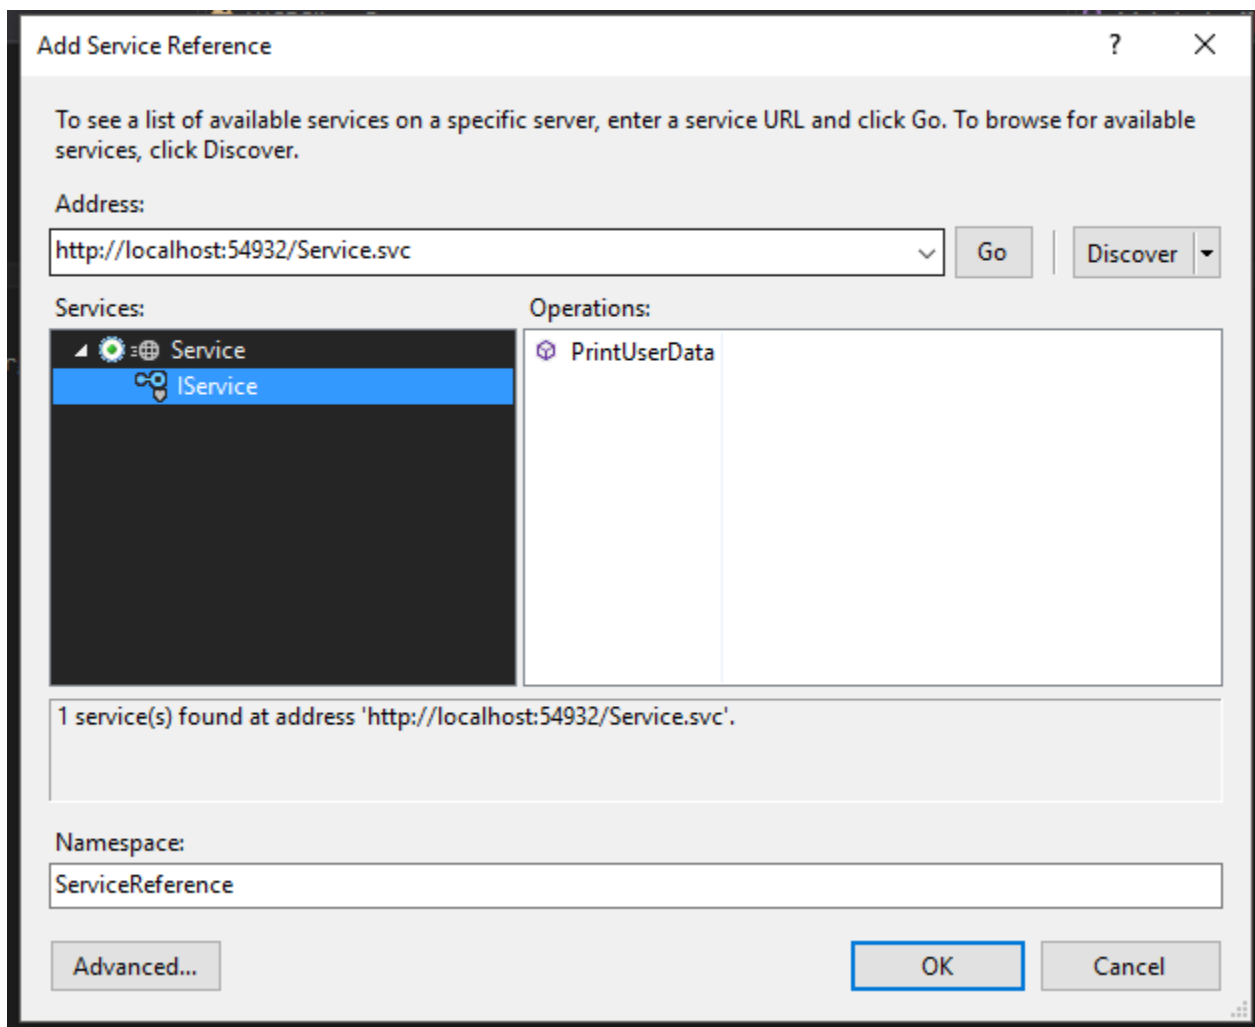 Add Service Reference
?
To see a list of available services on a specific server, enter a service URL and click Go. To browse for available
services, click Discover.
Address:
http://localhost:54932/Service.svc
Go
Discover
Services:
Operations:
Service
IService
PrintUserData
1 service(s) found at address 'http://localhost:54932/Service.svc'.
Namespace:
ServiceReference
Advanced...
OK
Cancel